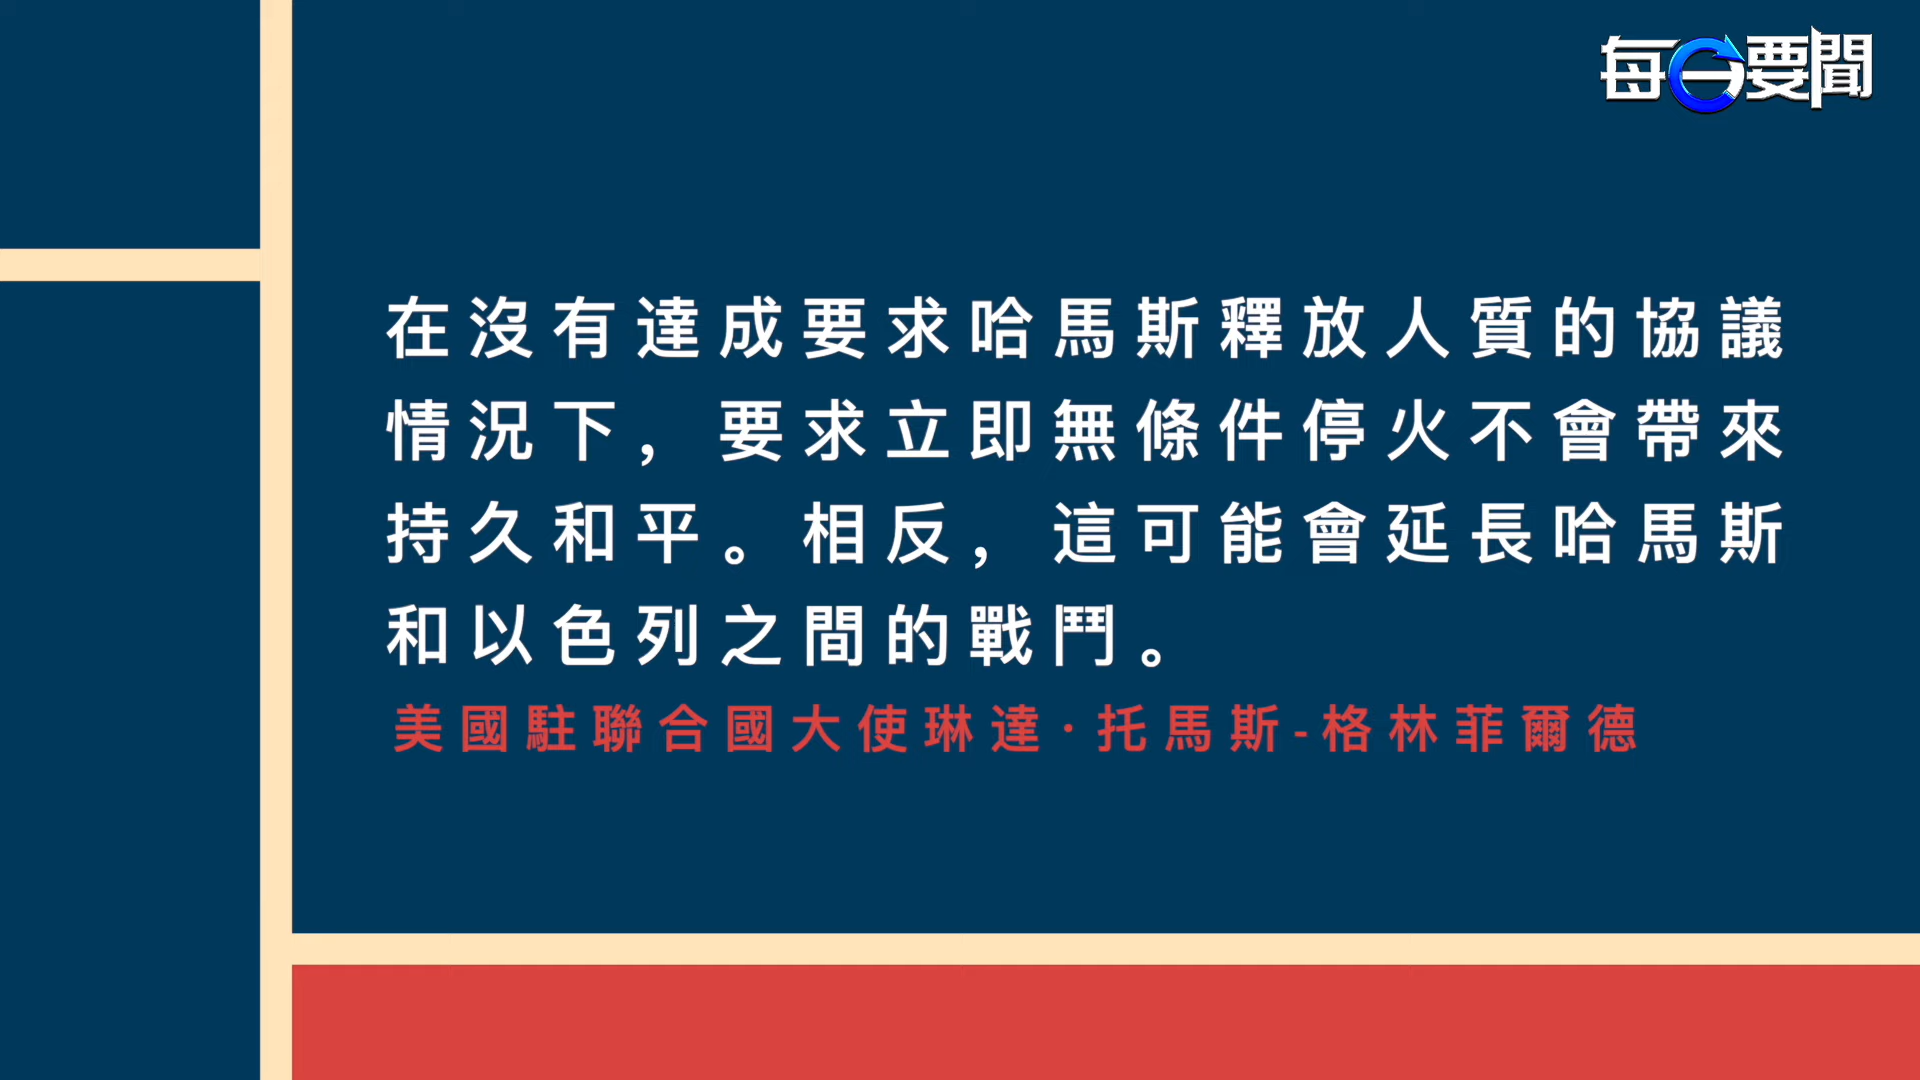 每日要聞
在沒有達成要求哈馬斯釋放人質的協議
情況下，要求立即無條件停火不會帶來
持久和平。相反，這可能會延長哈馬斯
和以色列之間的戰鬥。
美國駐聯合國大使琳達·托馬斯-格林菲爾德